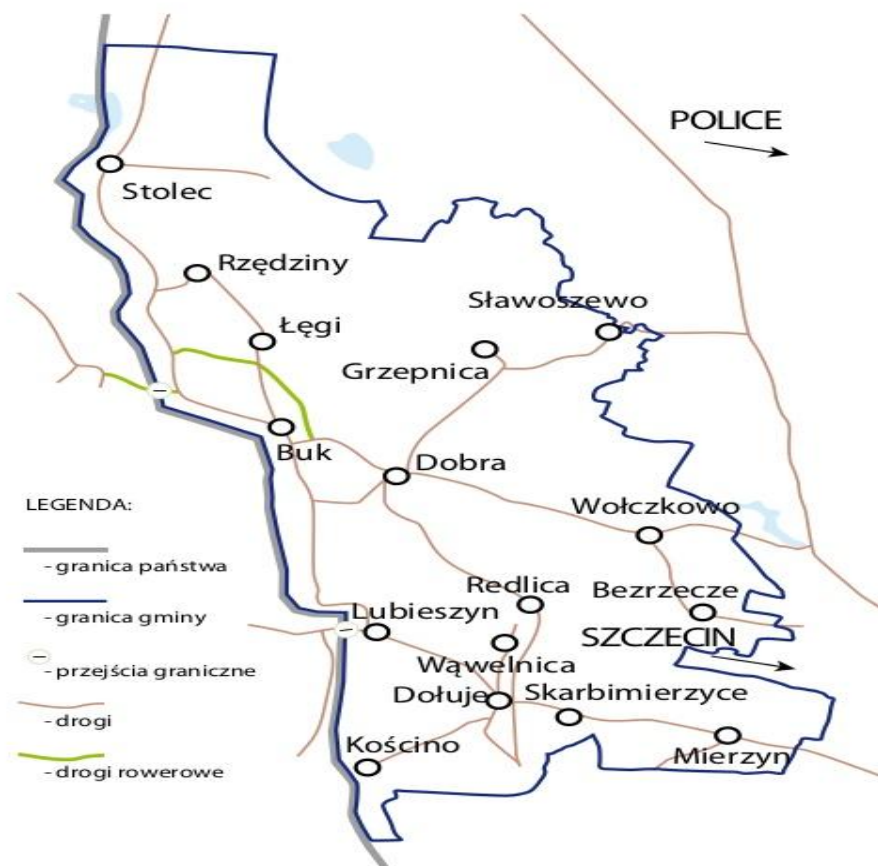 POLICE
Stolec
Rzędziny
Sławoszewo
Łęgi
Grzepnica
Buk
Dobra
Wołczkowo
LEGENDA:
- granica państwa
- granica gminy
- przejścia graniczne
- drogi
- drogi rowerowe
Redlica
Bezrzecze
Lubieszyn
SZCZECIN
Wąwelnica
Dołuje
Skarbimierzyce
Kościno
Mierzyn